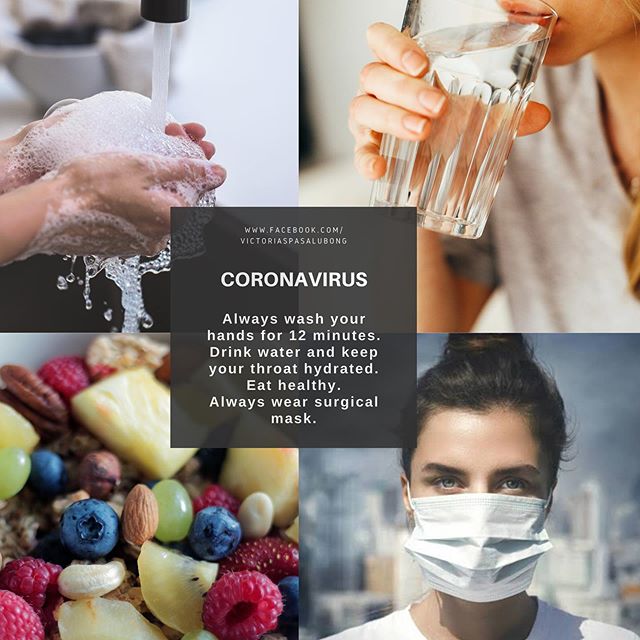 WWW.FACEBOOK.COM/
VICTORIASPASALUBONG
CORONAVIRUS
Always wash your
hands for 12 minutes.
Drink water and keep
your throat hydrated.
Eat healthy.
Always wear surgical
mask.